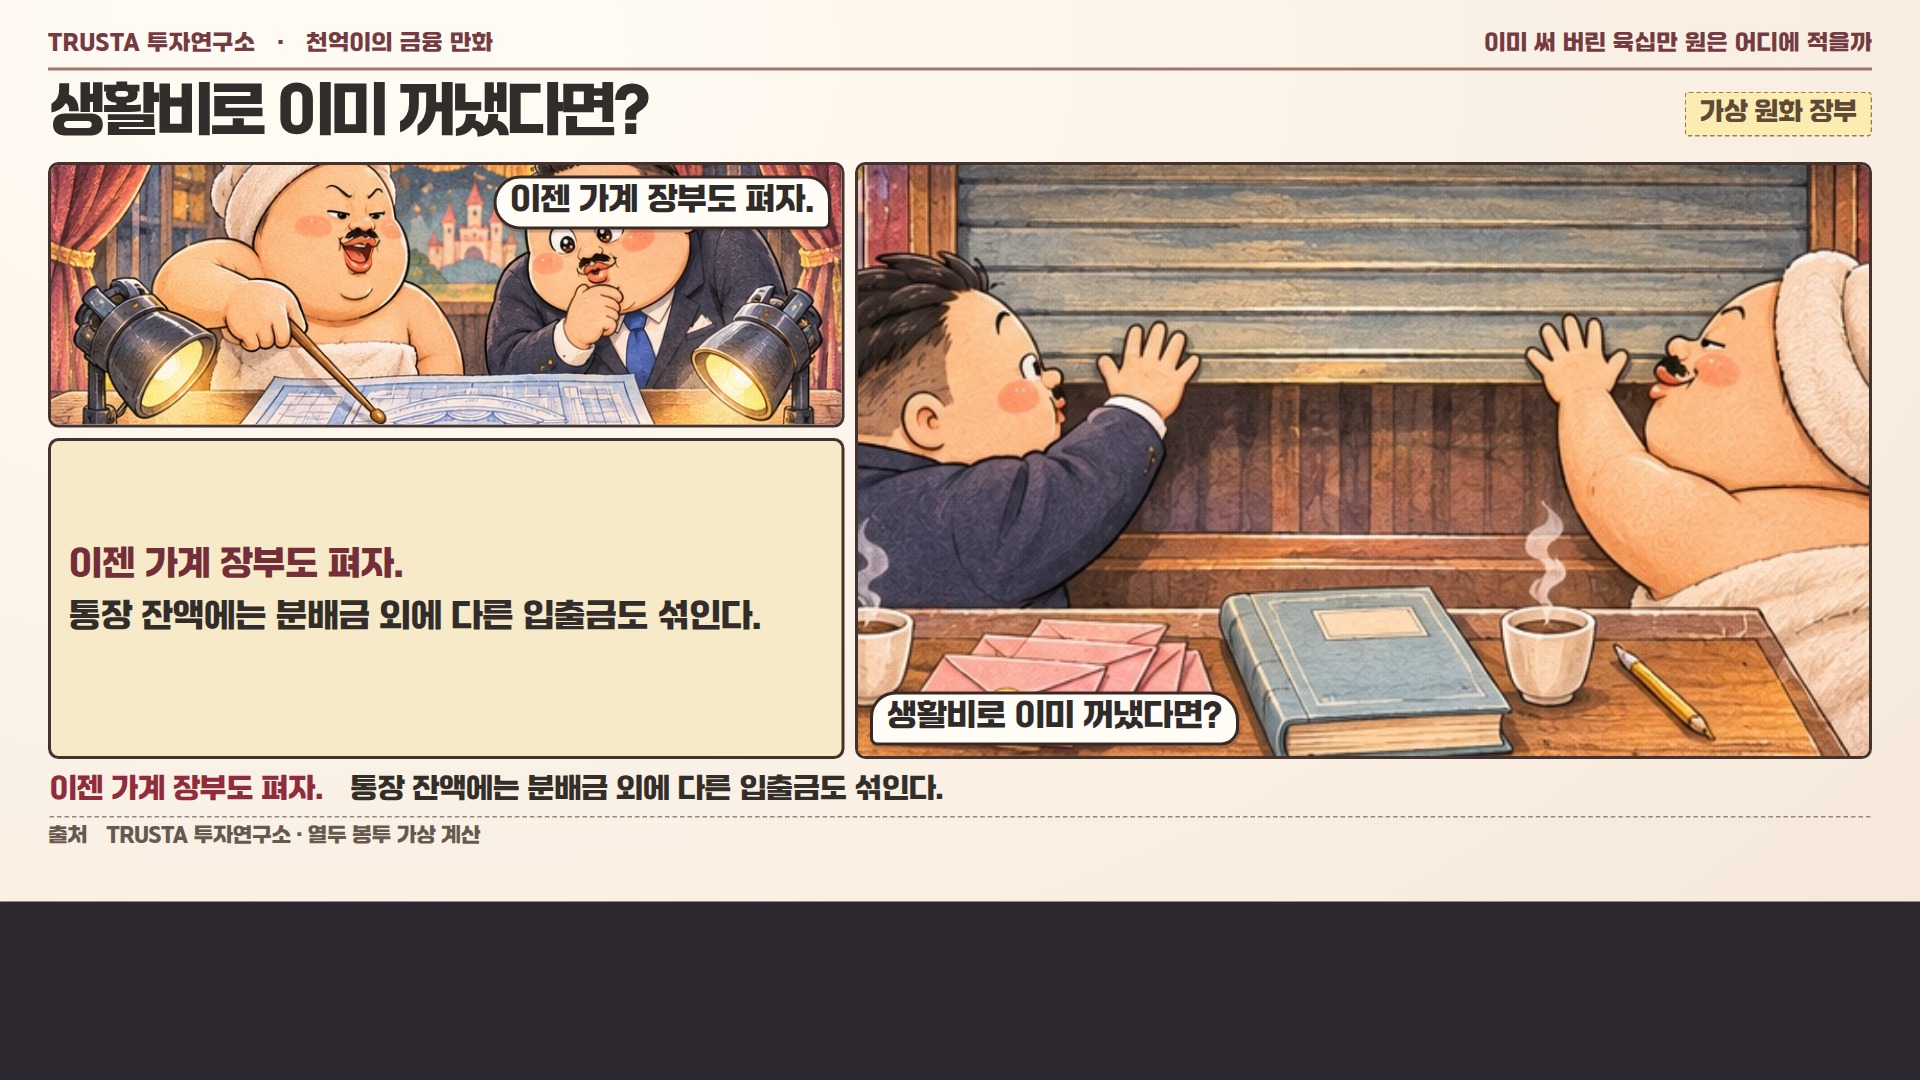 TRUSTA 투자연구소 · 천억이의 금융 만화
이미 써 버린 육십만 원은 어디에 적을까
생활비로 이미 꺼냈다면?
가상 원화 장부
이젠 가계 장부도 펴자.
이젠 가계 장부도 펴자.
통장 잔액에는 분배금 외에 다른 입출금도 섞인다.
생활비로 이미 꺼냈다면?
이젠 가계 장부도 펴자. 통장 잔액에는 분배금 외에 다른 입출금도 섞인다.
출처 TRUSTA 투자연구소 · 열두 봉투 가상 계산